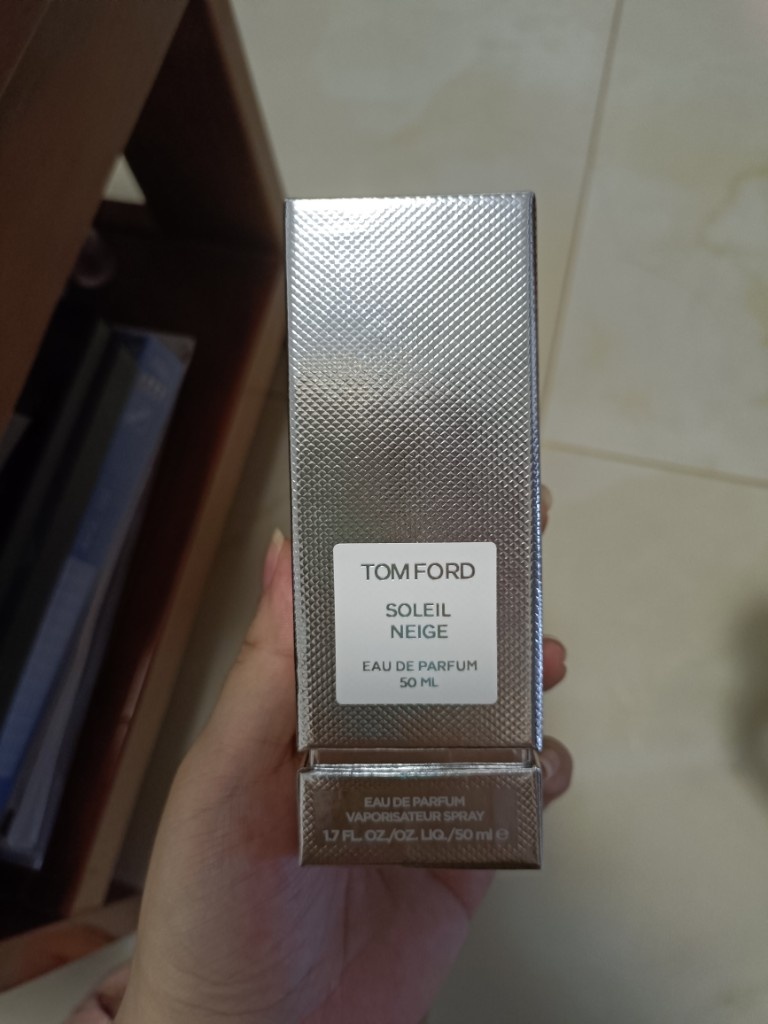 TOM FORD
SOLEIL
NEIGE
EAU DE PARFUM
50 ML
EAU DE PARFUM
VAPORISATEUR SPRAY
1.7 FL. OZ./OZ. LIQ./50 ml ℮